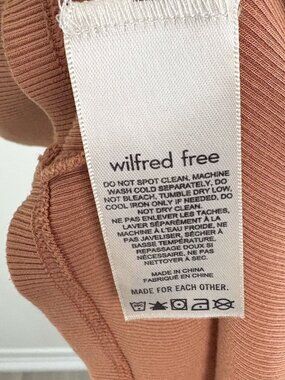 wilfred free
DO NOT SPOT CLEAN, MACHINE
WASH COLD SEPARATELY, DO
NOT BLEACH, TUMBLE DRY LOW,
COOL IRON ONLY IF NEEDED, DO
NOT DRY CLEAN.
NE PAS ENLEVER LES TACHES,
LAVER SÉPARÉMENT À LA
MACHINE À L'EAU FROIDE, NE
PAS JAVELISER, SÉCHER À
BASSE TEMPÉRATURE,
REPASSAGE DOUX SI
NÉCESSAIRE, NE PAS
NETTOYER À SEC.
MADE IN CHINA
FABRIQUÉ EN CHINE
MADE FOR EACH OTHER.